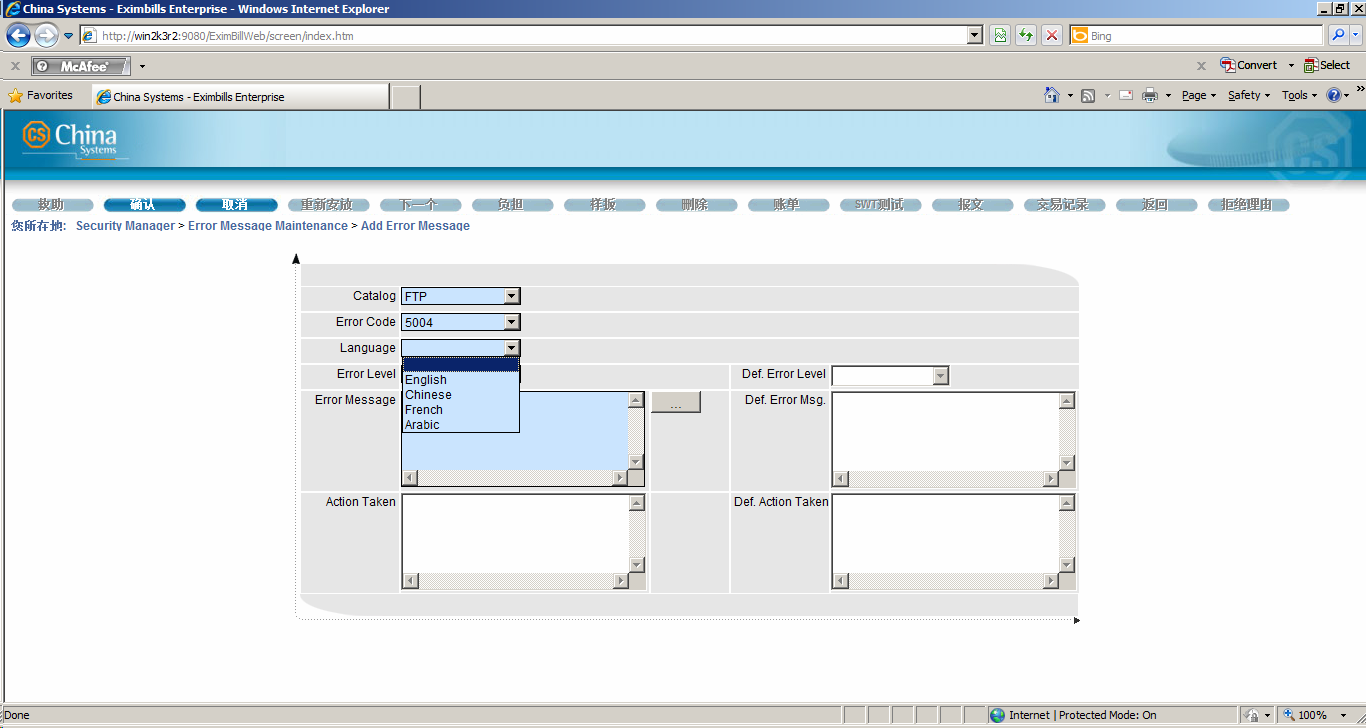 China Systems - Eximbills Enterprise - Windows Internet Explorer
http://win2k3r2:9080/EximBillWeb/screen/index.htm
Bing
x McAfee x Convert Select
Favorites China Systems - Eximbills Enterprise Page Safety Tools
CS China Systems CS
救助 确认 取消 重新安放 下一个 负担 样板 删除 账单 SWT测试 报文 交易记录 返回 拒绝理由
您所在地: Security Manager > Error Message Maintenance > Add Error Message
Catalog FTP
Error Code 5004
Language
Error Level Def. Error Level
English
Chinese
French
Arabic
Error Message ... Def. Error Msg.
Action Taken Def. Action Taken
Done Internet | Protected Mode: On 100%